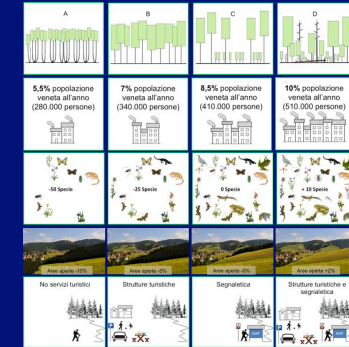 A B C D
5,5% popolazione veneta all'anno (280.000 persone)
7% popolazione veneta all'anno (340.000 persone)
8,5% popolazione veneta all'anno (410.000 persone)
10% popolazione veneta all'anno (510.000 persone)
-50 Specie
-25 Specie
0 Specie
+ 10 Specie
Aree aperte -10%
Aree aperte -5%
Aree aperte
Aree aperte +2%
No servizi turistici
Strutture turistiche
Segnaletica
Strutture turistiche e segnaletica